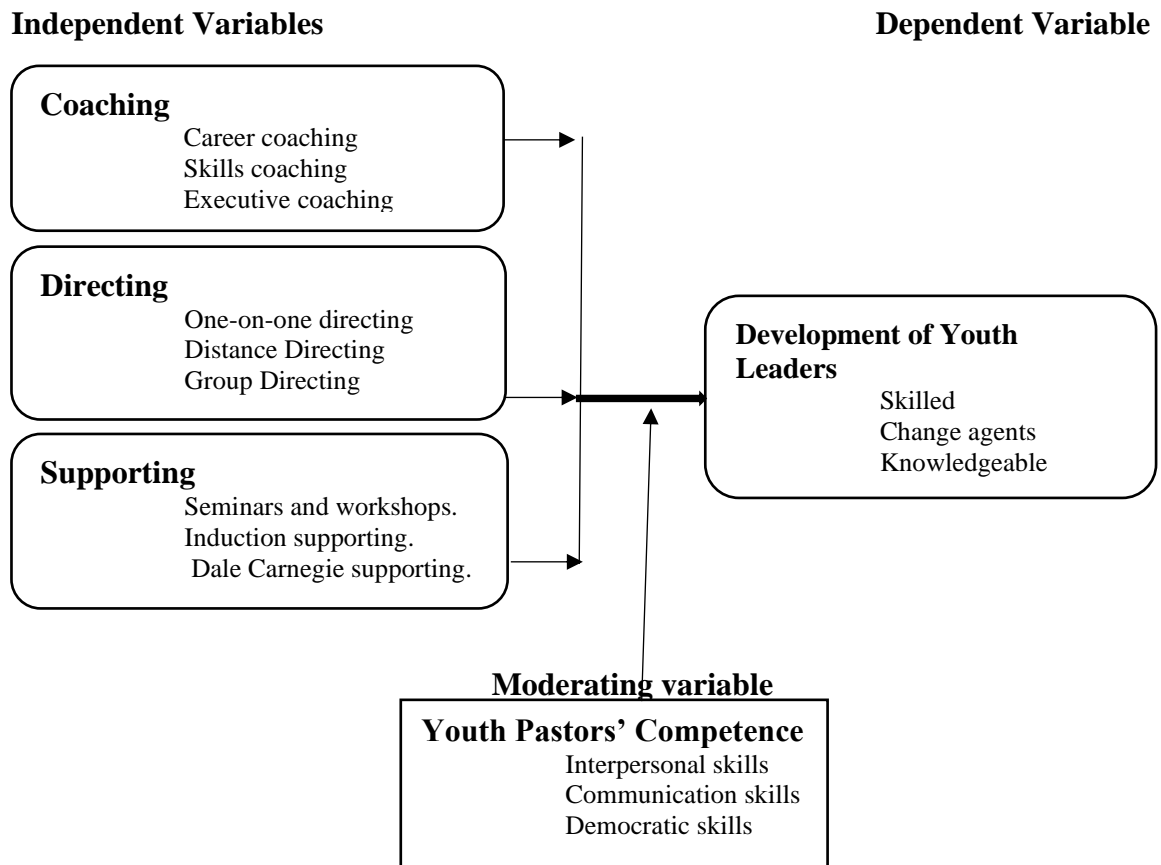 Independent Variables
Dependent Variable
Coaching
Career coaching
Skills coaching
Executive coaching
Directing
One-on-one directing
Distance Directing
Group Directing
Supporting
Seminars and workshops.
Induction supporting.
Dale Carnegie supporting.
Development of Youth
Leaders
Skilled
Change agents
Knowledgeable
Moderating variable
Youth Pastors’ Competence
Interpersonal skills
Communication skills
Democratic skills